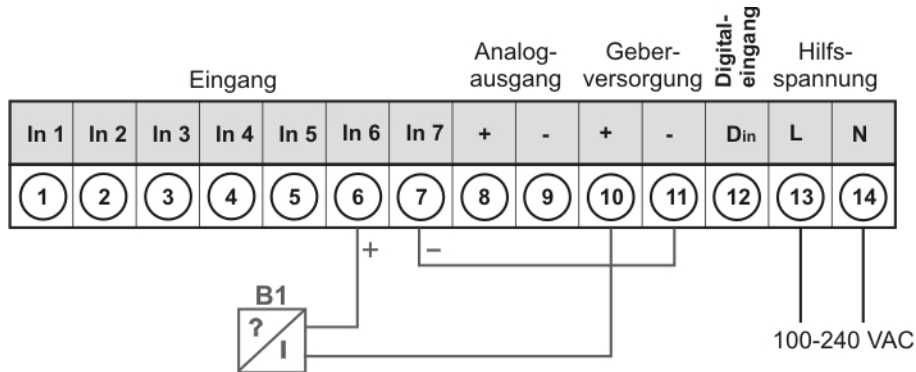 Eingang
Analog-
ausgang
Geber-
versorgung
Digital-
eingang
Hilfs-
spannung
In 1 In 2 In 3 In 4 In 5 In 6 In 7 + - + - Din L N
1 2 3 4 5 6 7 8 9 10 11 12 13 14
+ −
B1
?
I
100-240 VAC